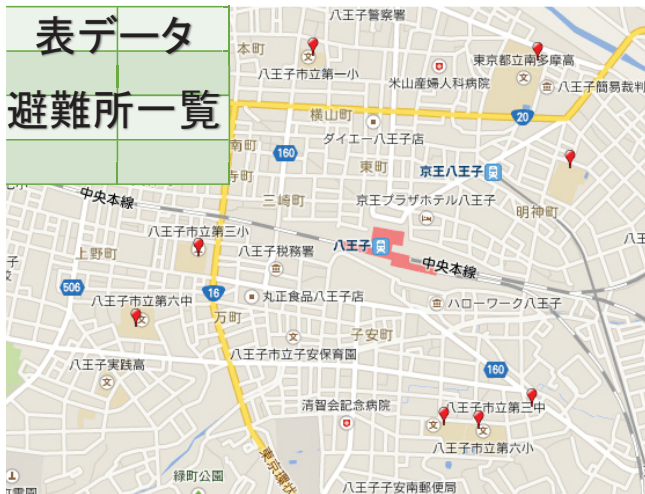 表データ
避難所一覧
八王子警察署
本町
八王子市立第一小
東京都立南多摩高
米山産婦人科病院
八王子簡易裁判
横山町
20
ダイエー八王子店
南町
160
東町
京王八王子
寺町
三崎町
京王プラザホテル八王子
明神町
中央本線
八王子市立第三小
上野町
八王子税務署
八王子
中央本線
八王
506
16
丸正食品八王子店
ハローワーク八王子
八王子市立第六中
万町
子安町
八王子市立子安保育園
八王子実践高
160
清智会記念病院
八王子市立第三中
八王子市立第六小
東京環状
緑町公園
八王子子安南郵便局